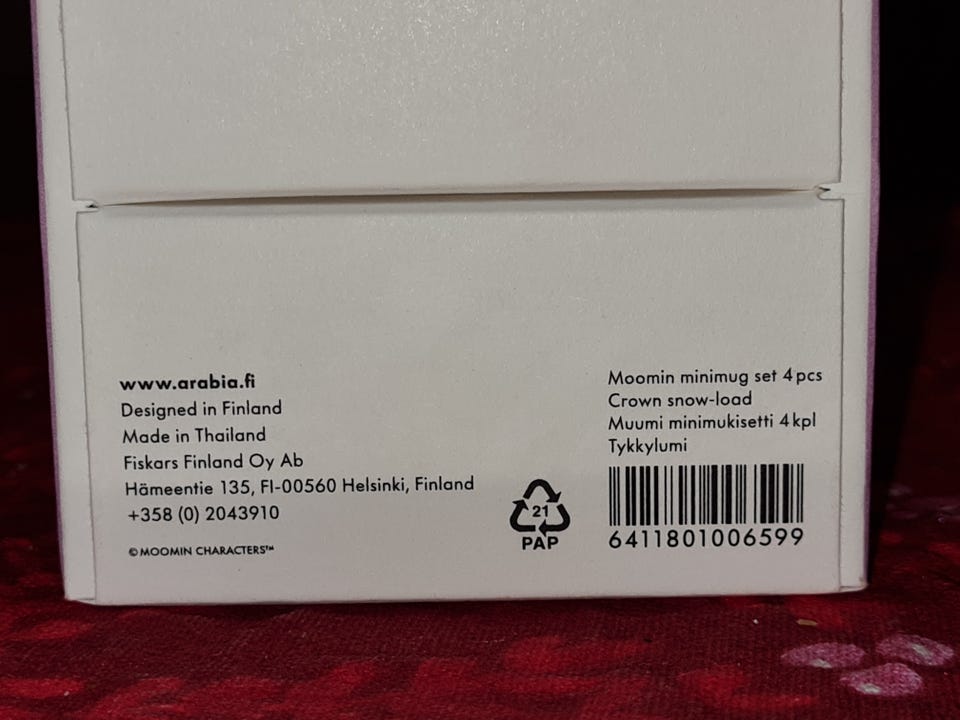 www.arabia.fi
Designed in Finland
Made in Thailand
Fiskars Finland Oy Ab
Hämeentie 135, FI-00560 Helsinki, Finland
+358 (0) 2043910
© MOOMIN CHARACTERS™
21
PAP
Moomin minimug set 4 pcs
Crown snow-load
Muumi minimukisetti 4 kpl
Tykkylumi
6411801006599